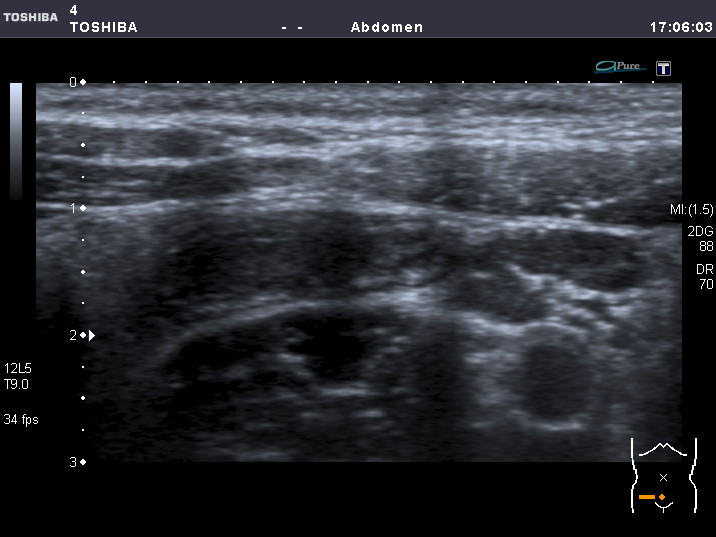 TOSHIBA
4
TOSHIBA - - Abdomen 17:06:03
aPure T
0
1
2
3
MI:(1.5)
2DG
88
DR
70
12L5
T9.0
34 fps